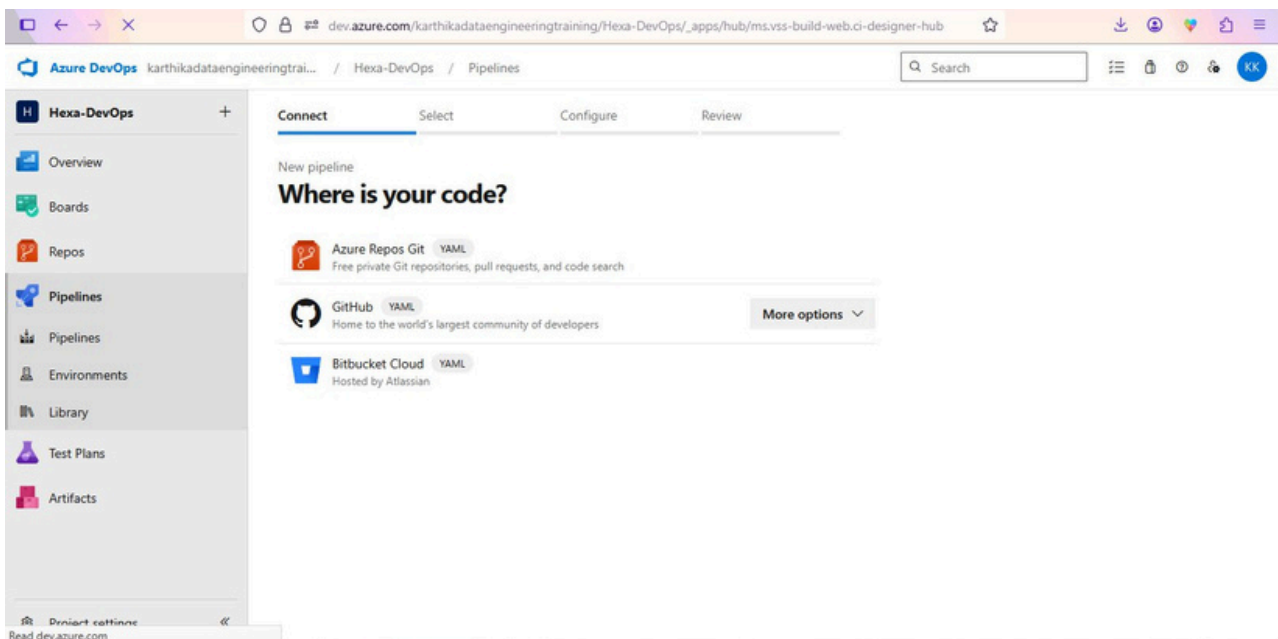 dev.azure.com/karthikadataengineeringtraining/Hexa-DevOps/_apps/hub/ms.vss-build-web.ci-designer-hub
Azure DevOps karthikadataengineeringtrai... / Hexa-DevOps / Pipelines
Search
KK
H Hexa-DevOps +
Overview
Boards
Repos
Pipelines
Pipelines
Environments
Library
Test Plans
Artifacts
Project settings
Read dev.azure.com
Connect Select Configure Review
New pipeline
Where is your code?
Azure Repos Git YAML
Free private Git repositories, pull requests, and code search
GitHub YAML
Home to the world's largest community of developers
More options
Bitbucket Cloud YAML
Hosted by Atlassian